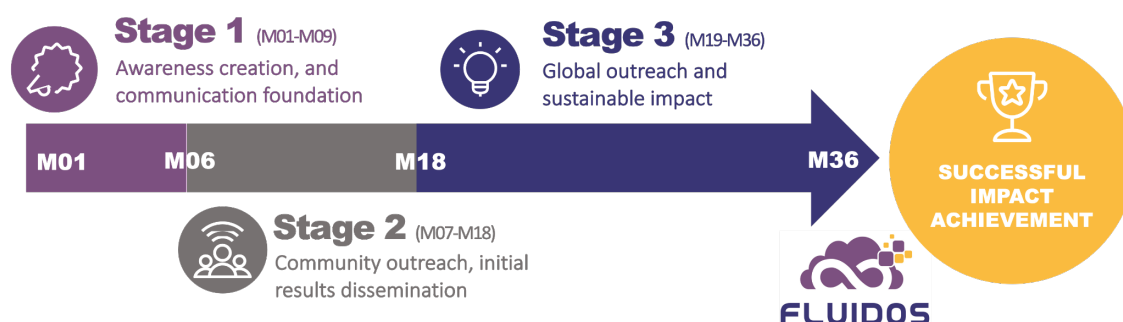 Stage 1 (M01-M09)
Awareness creation, and
communication foundation
Stage 3 (M19-M36)
Global outreach and
sustainable impact
M01
M06
M18
M36
SUCCESSFUL
IMPACT
ACHIEVEMENT
Stage 2 (M07-M18)
Community outreach, initial
results dissemination
FLUIDOS